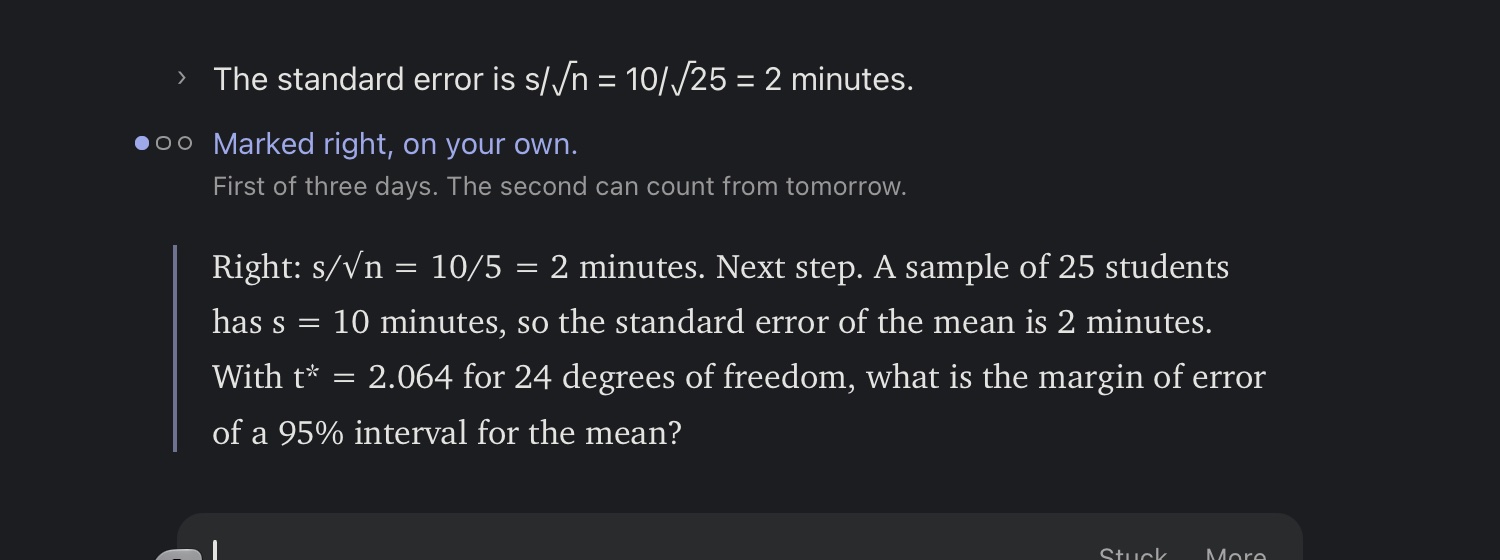 › The standard error is s/√n = 10/√25 = 2 minutes.
Marked right, on your own.
First of three days. The second can count from tomorrow.
Right: s/√n = 10/5 = 2 minutes. Next step. A sample of 25 students
has s = 10 minutes, so the standard error of the mean is 2 minutes.
With t* = 2.064 for 24 degrees of freedom, what is the margin of error
of a 95% interval for the mean?
Stuck More